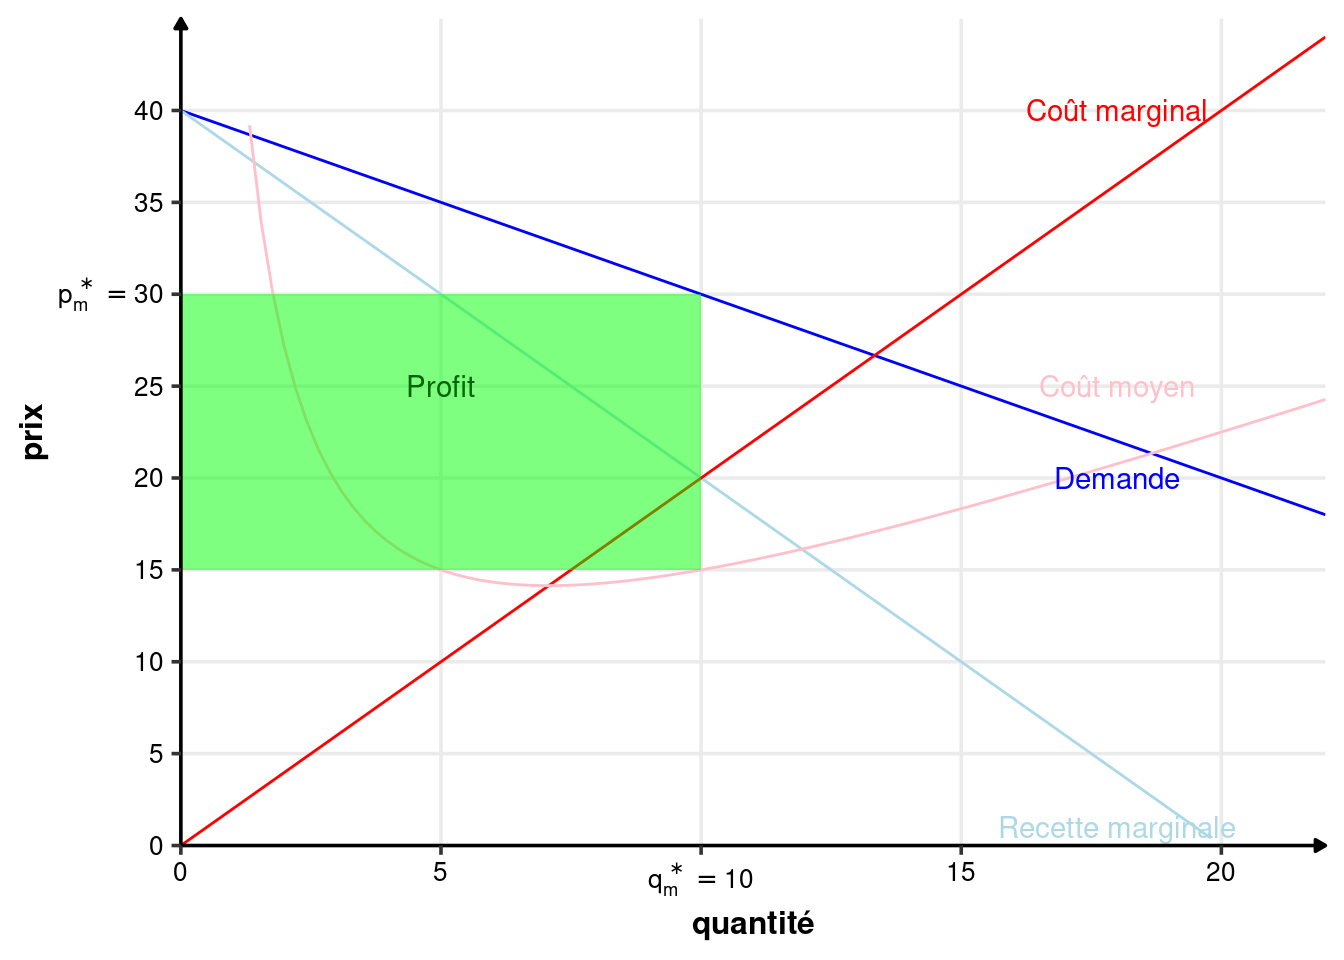 40
35
p*m = 30
25
20
15
10
5
0
prix
Coût marginal
Profit
Coût moyen
Demande
Recette marginale
0
5
q*m = 10
15
20
quantité